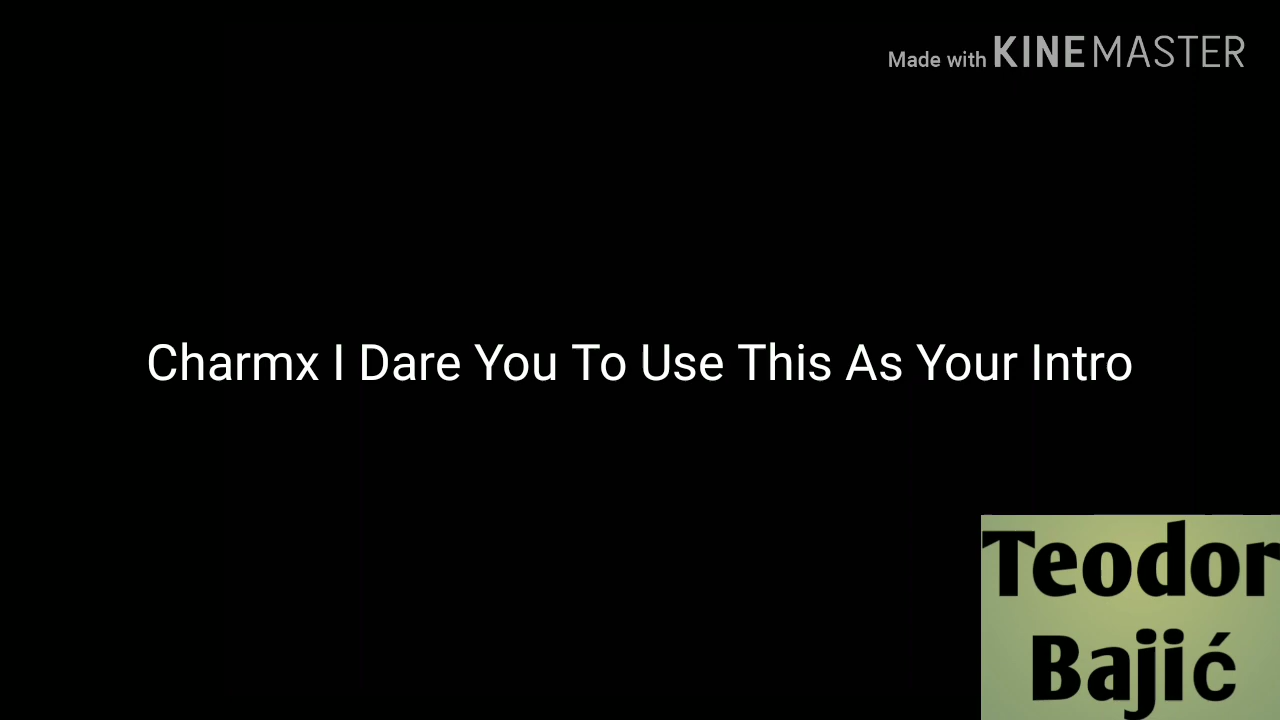 Made with KINEMASTER
Charmx I Dare You To Use This As Your Intro
Teodor
Bajić